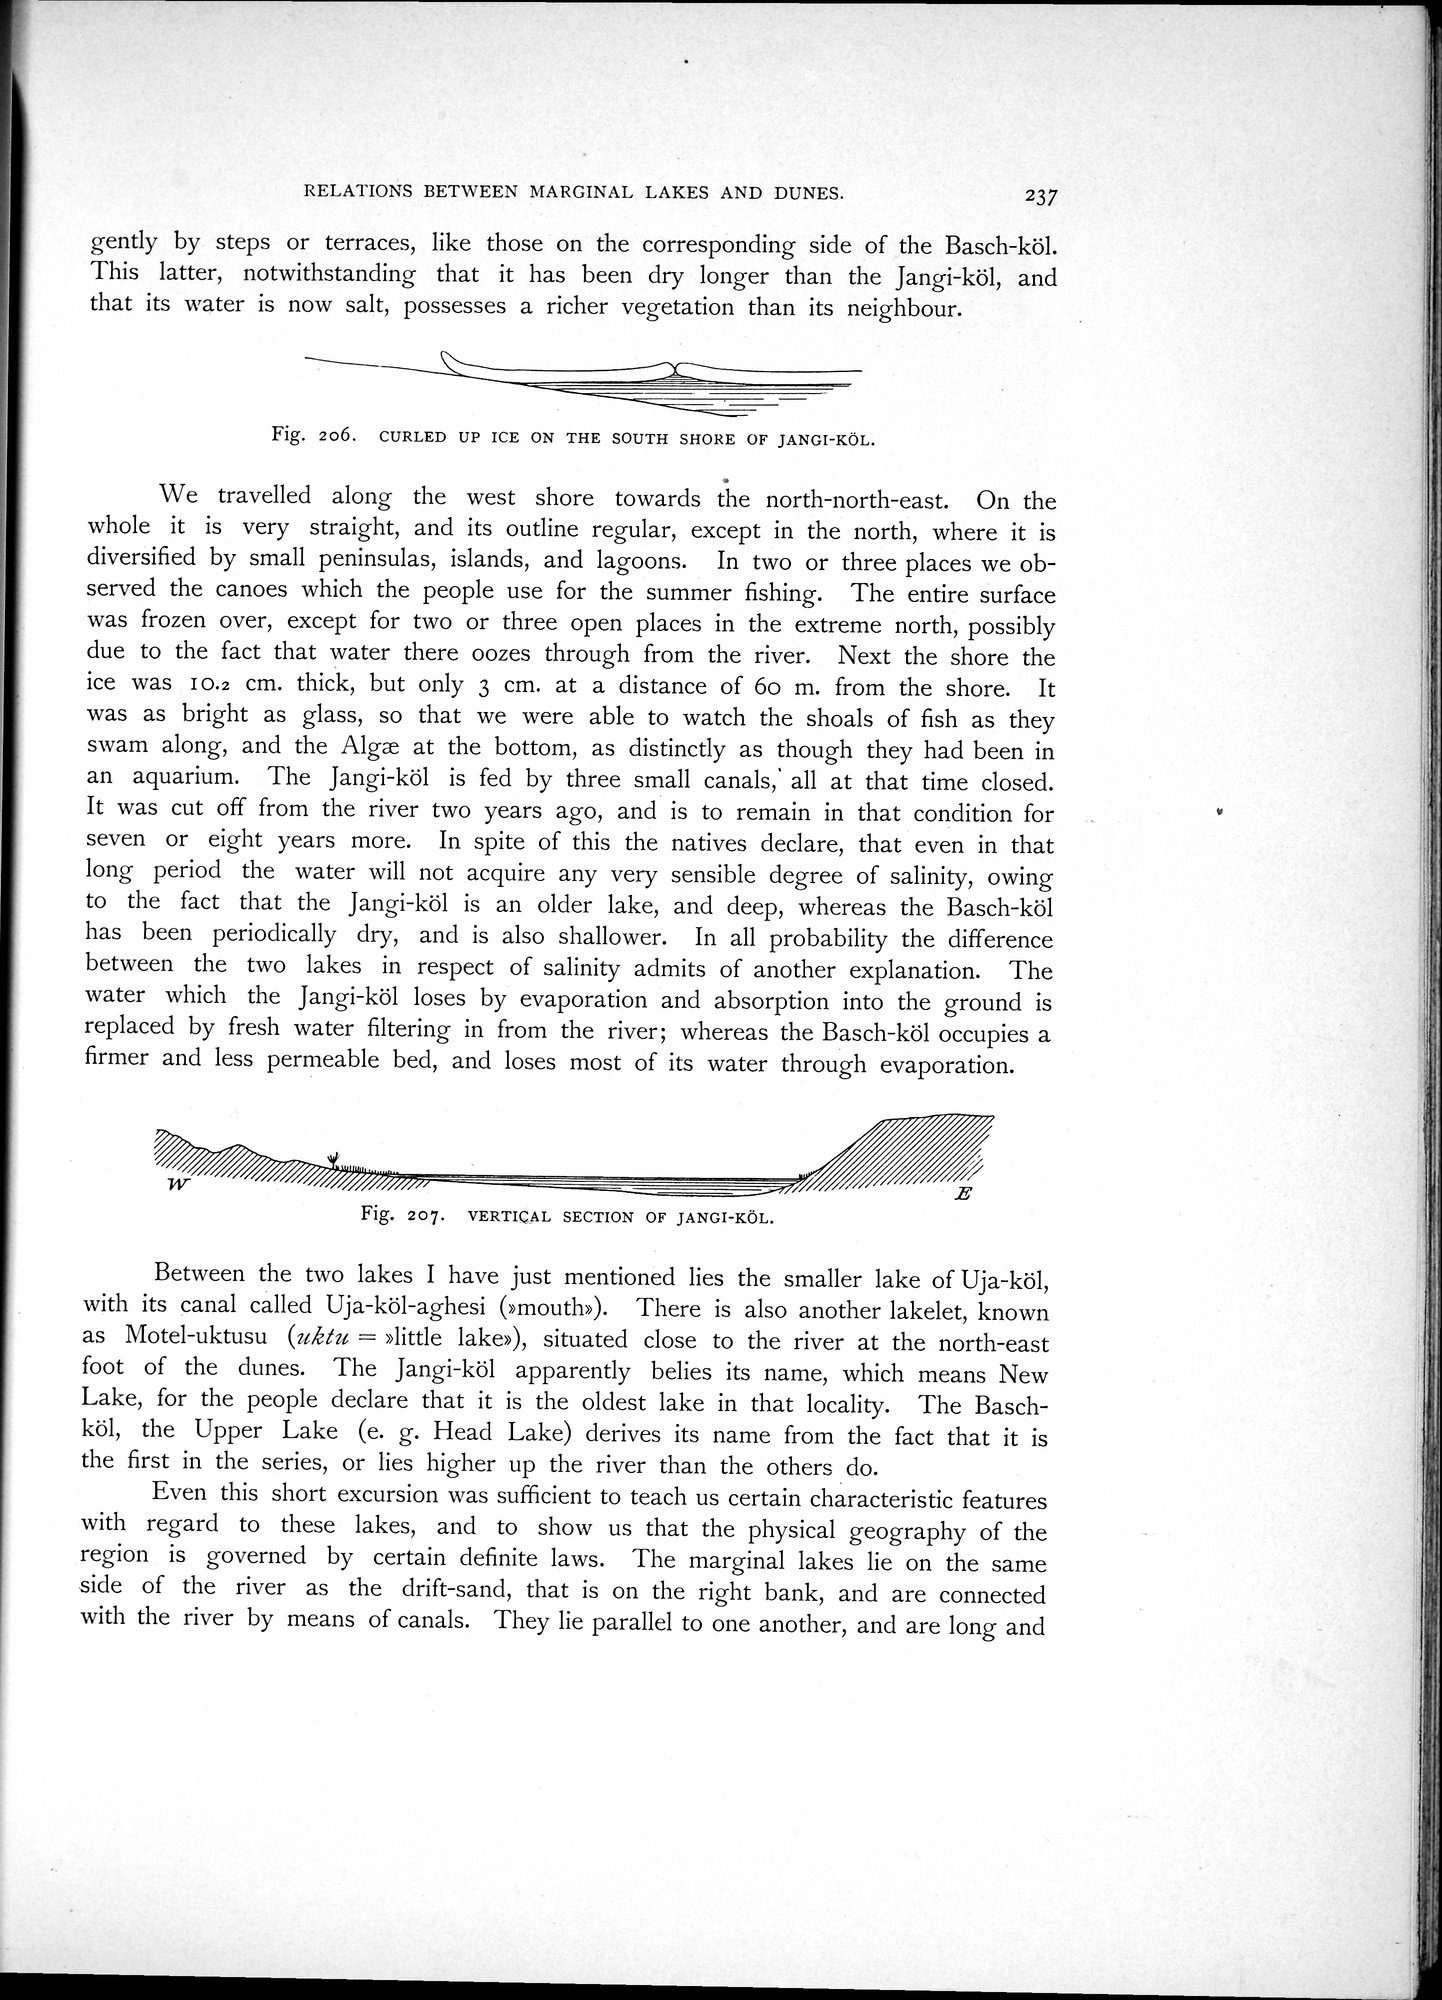 RELATIONS BETWEEN MARGINAL LAKES AND DUNES. 237
gently by steps or terraces, like those on the corresponding side of the Basch-köl.
This latter, notwithstanding that it has been dry longer than the Jangi-köl, and
that its water is now salt, possesses a richer vegetation than its neighbour.
Fig. 206. CURLED UP ICE ON THE SOUTH SHORE OF JANGI-KÖL.
We travelled along the west shore towards the north-north-east. On the
whole it is very straight, and its outline regular, except in the north, where it is
diversified by small peninsulas, islands, and lagoons. In two or three places we ob-
served the canoes which the people use for the summer fishing. The entire surface
was frozen over, except for two or three open places in the extreme north, possibly
due to the fact that water there oozes through from the river. Next the shore the
ice was 10.2 cm. thick, but only 3 cm. at a distance of 60 m. from the shore. It
was as bright as glass, so that we were able to watch the shoals of fish as they
swam along, and the Algæ at the bottom, as distinctly as though they had been in
an aquarium. The Jangi-köl is fed by three small canals, all at that time closed.
It was cut off from the river two years ago, and is to remain in that condition for
seven or eight years more. In spite of this the natives declare, that even in that
long period the water will not acquire any very sensible degree of salinity, owing
to the fact that the Jangi-köl is an older lake, and deep, whereas the Basch-köl
has been periodically dry, and is also shallower. In all probability the difference
between the two lakes in respect of salinity admits of another explanation. The
water which the Jangi-köl loses by evaporation and absorption into the ground is
replaced by fresh water filtering in from the river; whereas the Basch-köl occupies a
firmer and less permeable bed, and loses most of its water through evaporation.
W E
Fig. 207. VERTICAL SECTION OF JANGI-KÖL.
Between the two lakes I have just mentioned lies the smaller lake of Uja-köl,
with its canal called Uja-köl-aghesi (»mouth»). There is also another lakelet, known
as Motel-uktusu (uktu = »little lake»), situated close to the river at the north-east
foot of the dunes. The Jangi-köl apparently belies its name, which means New
Lake, for the people declare that it is the oldest lake in that locality. The Basch-
köl, the Upper Lake (e. g. Head Lake) derives its name from the fact that it is
the first in the series, or lies higher up the river than the others do.
Even this short excursion was sufficient to teach us certain characteristic features
with regard to these lakes, and to show us that the physical geography of the
region is governed by certain definite laws. The marginal lakes lie on the same
side of the river as the drift-sand, that is on the right bank, and are connected
with the river by means of canals. They lie parallel to one another, and are long and